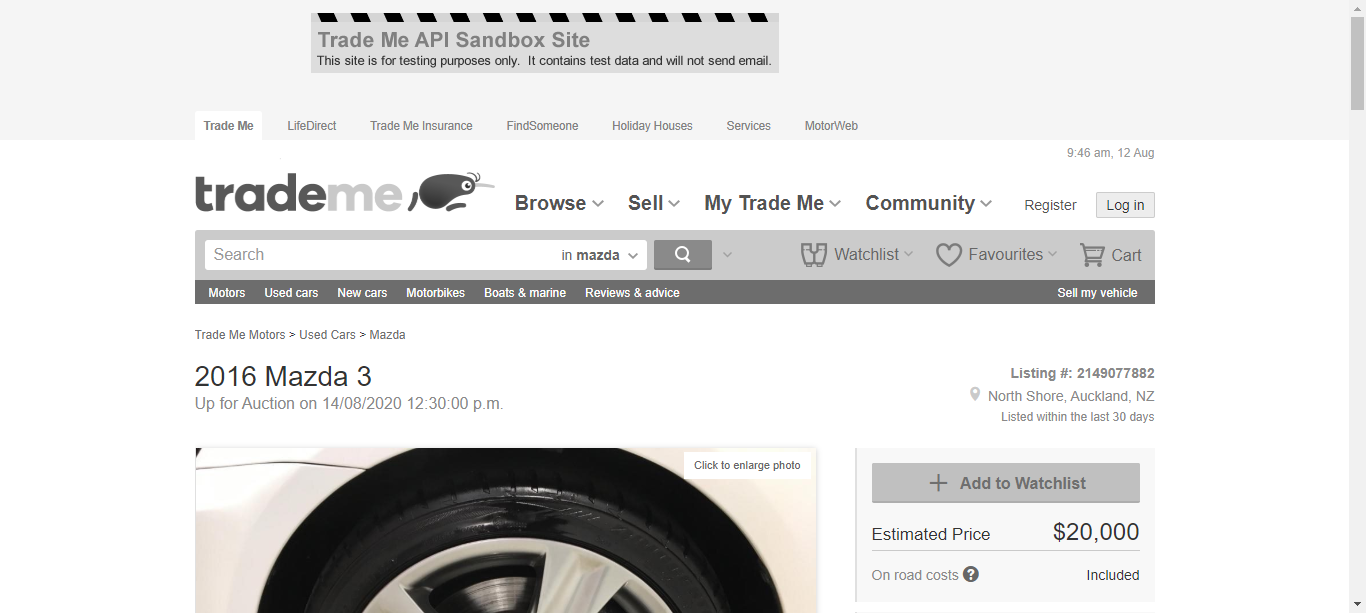 Trade Me API Sandbox Site
This site is for testing purposes only. It contains test data and will not send email.
Trade Me LifeDirect Trade Me Insurance FindSomeone Holiday Houses Services MotorWeb
9:46 am, 12 Aug
trademe
Browse Sell My Trade Me Community Register Log in
Search in mazda Watchlist Favourites Cart
Motors Used cars New cars Motorbikes Boats & marine Reviews & advice Sell my vehicle
Trade Me Motors > Used Cars > Mazda
2016 Mazda 3
Up for Auction on 14/08/2020 12:30:00 p.m.
Listing #: 2149077882
North Shore, Auckland, NZ
Listed within the last 30 days
Click to enlarge photo
+ Add to Watchlist
Estimated Price $20,000
On road costs ? Included